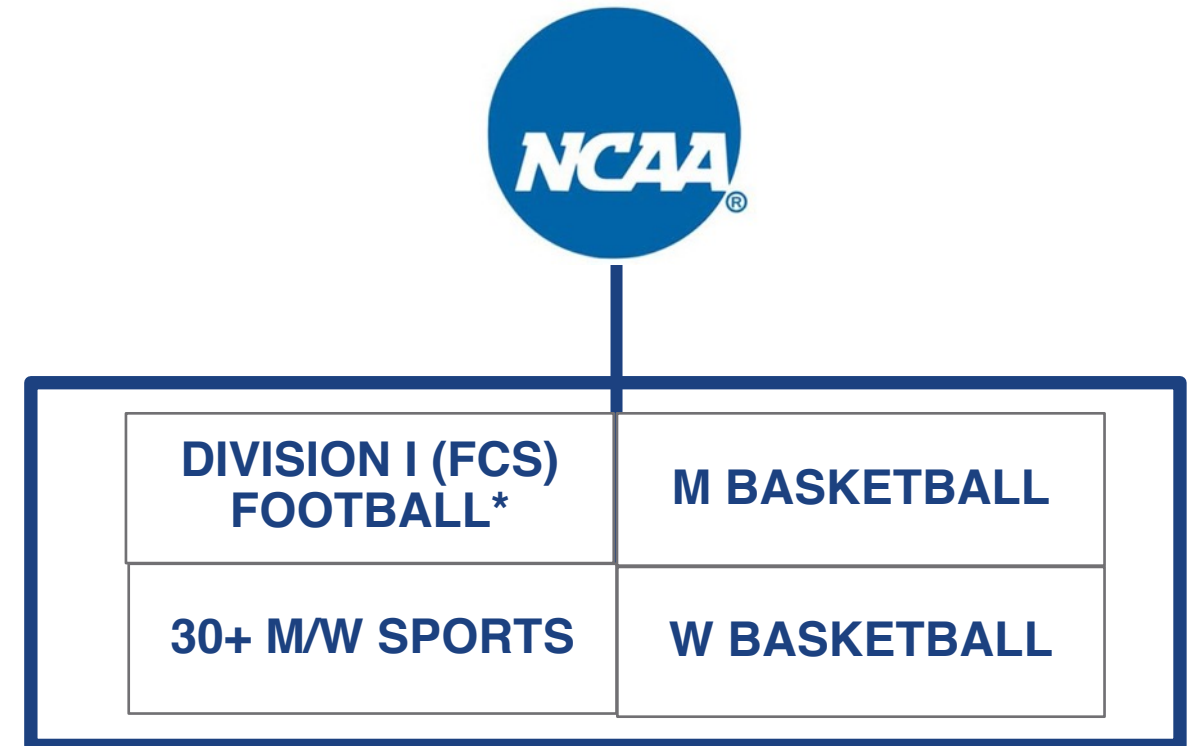 NCAA®
DIVISION I (FCS)
FOOTBALL*
M BASKETBALL
30+ M/W SPORTS
W BASKETBALL